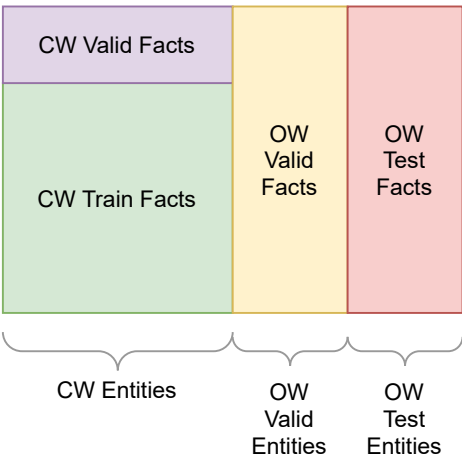 CW Valid Facts
CW Train Facts
OW
Valid
Facts
OW
Test
Facts
CW Entities
OW
Valid
Entities
OW
Test
Entities